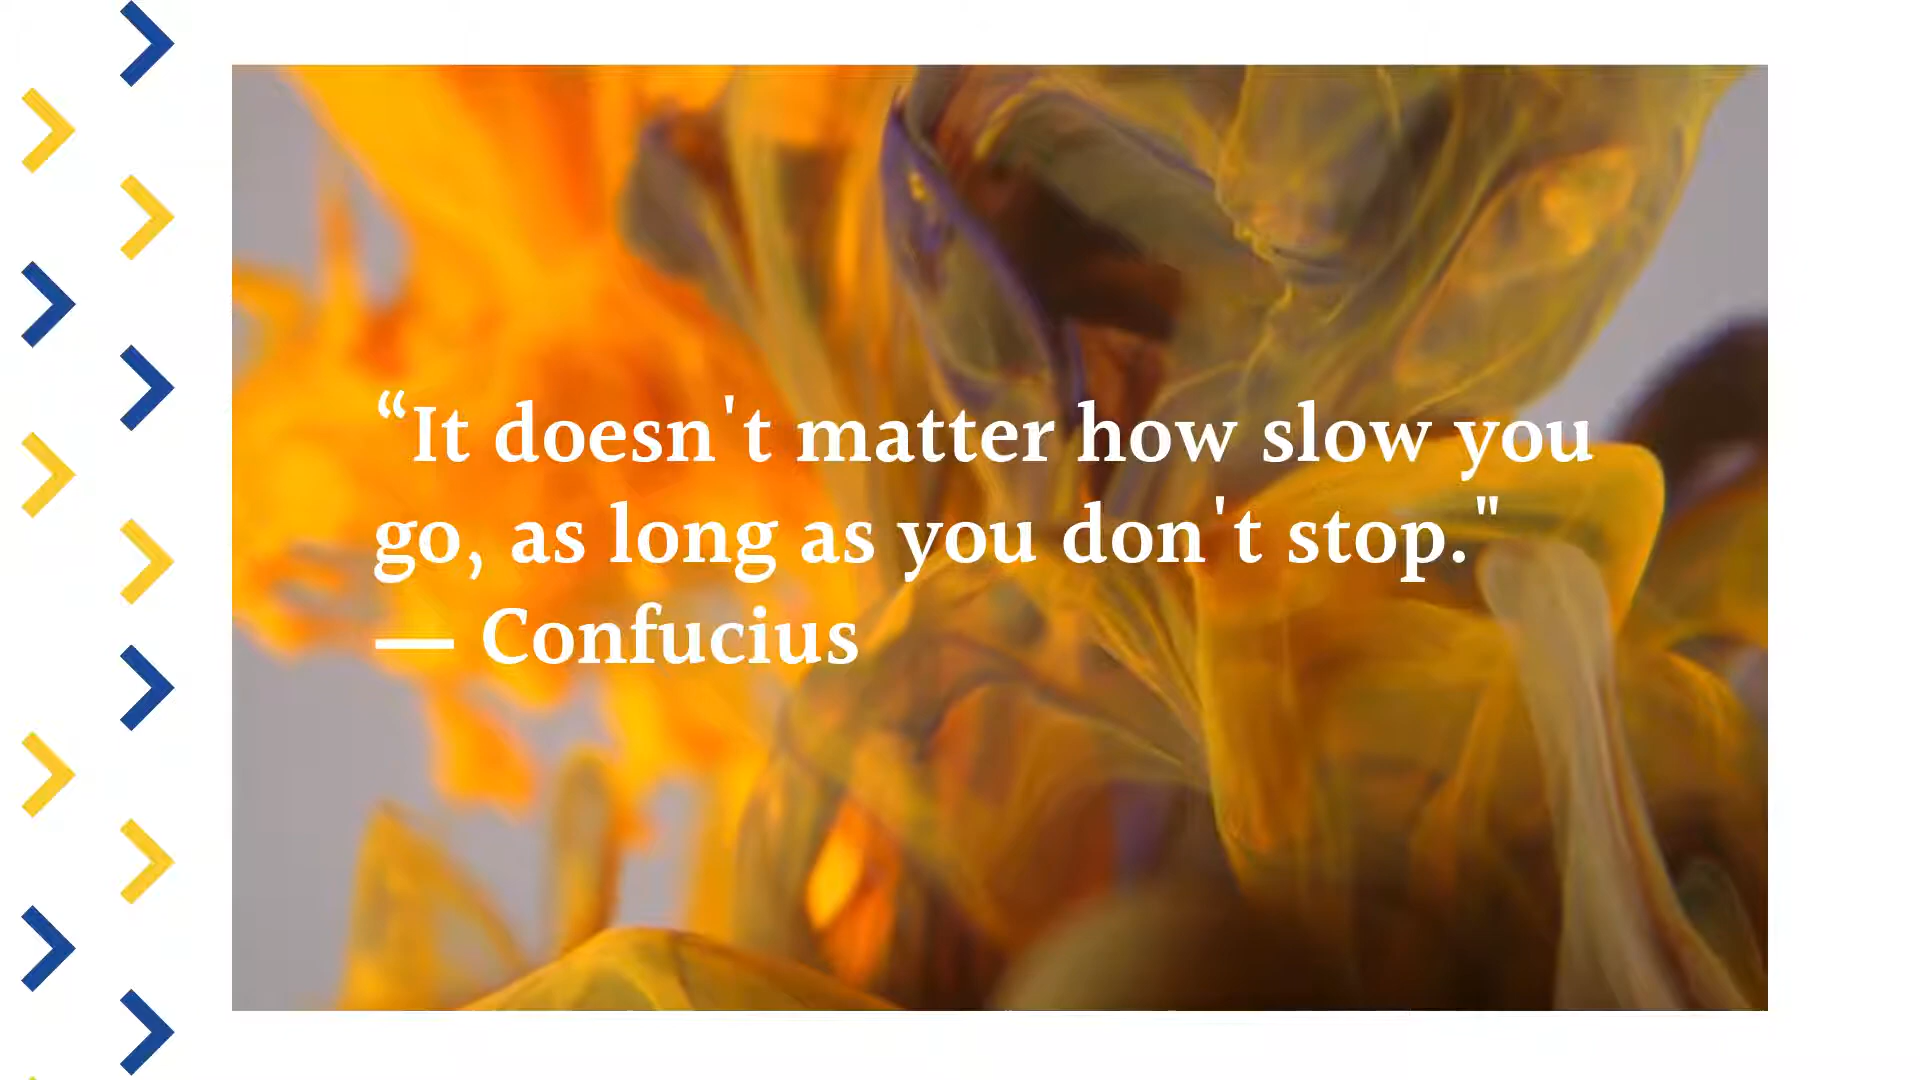 “It doesn't matter how slow you
go, as long as you don't stop."
— Confucius